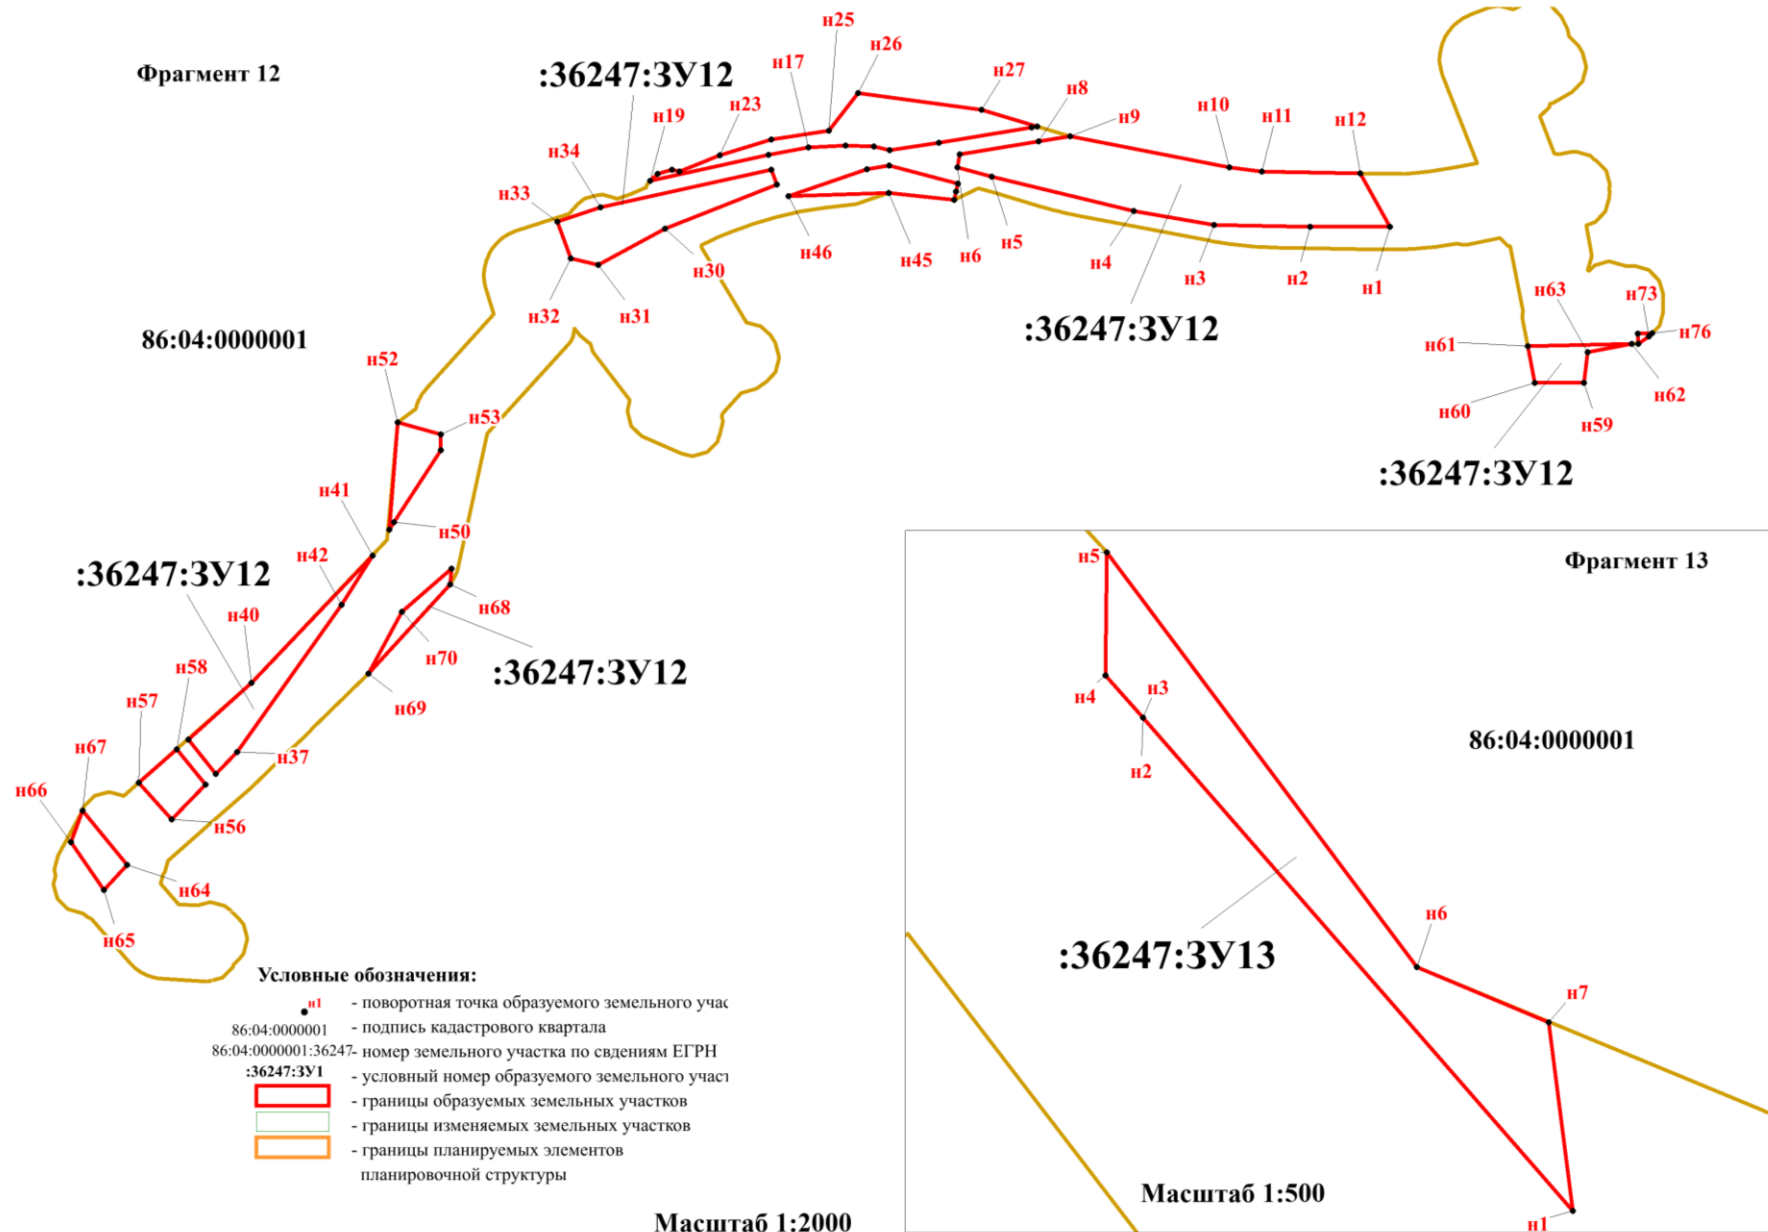 Фрагмент 12
:36247:ЗУ12
н25
н26
н17
н27
н8
н23
н19
н9
н10
н11
н12
н34
н33
н46
н45
н6
н5
н4
н3
н2
н1
н30
н32
н31
:36247:ЗУ12
86:04:0000001
н63
н73
н61
н76
н60
н62
н59
:36247:ЗУ12
н52
н53
н41
н50
н42
:36247:ЗУ12
н40
н68
н70
:36247:ЗУ12
н58
н57
н69
н67
н37
н66
н56
н64
н65
Фрагмент 13
н5
н4
н3
н2
86:04:0000001
н6
:36247:ЗУ13
н7
н1
Масштаб 1:500
Условные обозначения:
н1 - поворотная точка образуемого земельного учас
86:04:0000001 - подпись кадастрового квартала
86:04:0000001:36247 - номер земельного участка по свдениям ЕГРН
:36247:ЗУ1 - условный номер образуемого земельного участ
- границы образуемых земельных участков
- границы изменяемых земельных участков
- границы планируемых элементов
планировочной структуры
Масштаб 1:2000